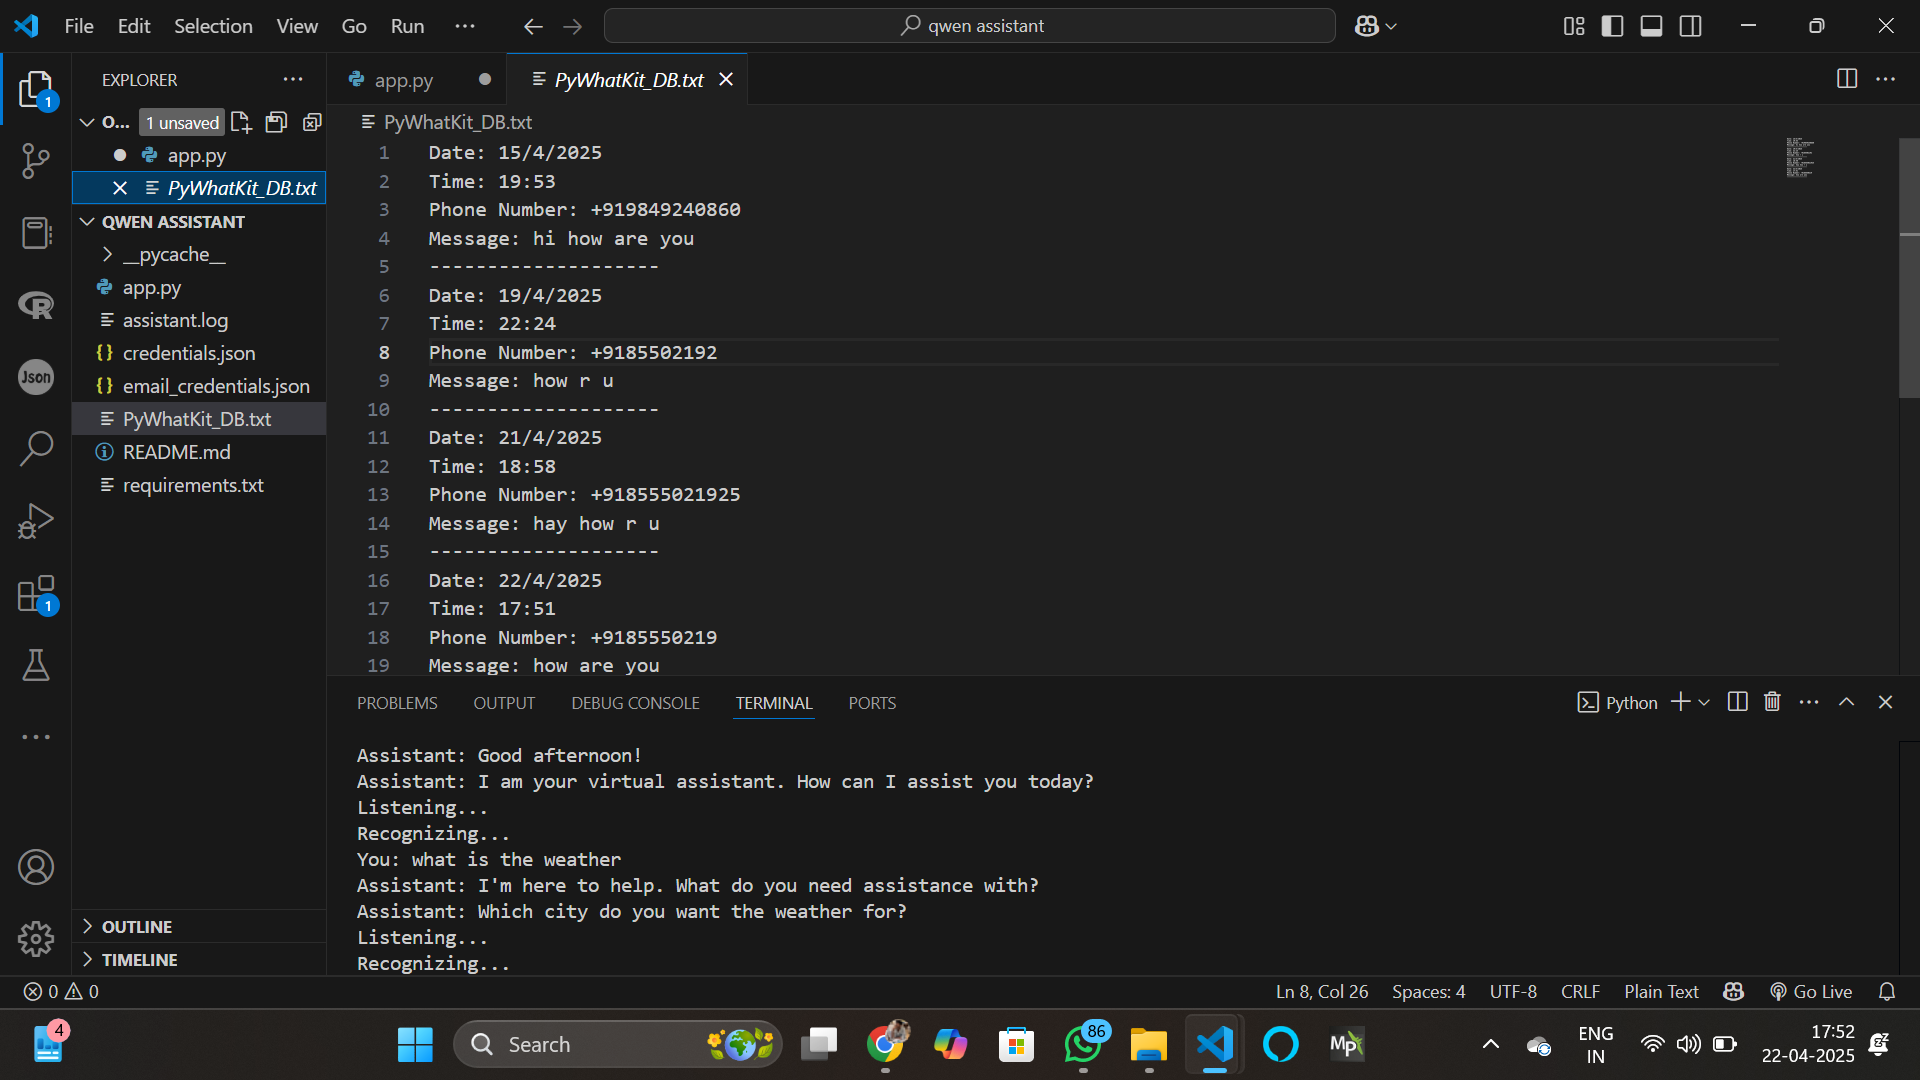 File Edit Selection View Go Run ... qwen assistant
EXPLORER ...
O... 1 unsaved
app.py
PyWhatKit_DB.txt
QWEN ASSISTANT
__pycache__
app.py
assistant.log
{} credentials.json
{} email_credentials.json
PyWhatKit_DB.txt
README.md
requirements.txt
OUTLINE
TIMELINE
1
Json
1
app.py PyWhatKit_DB.txt
PyWhatKit_DB.txt
1 Date: 15/4/2025
2 Time: 19:53
3 Phone Number: +919849240860
4 Message: hi how are you
5 --------------------
6 Date: 19/4/2025
7 Time: 22:24
8 Phone Number: +9185502192
9 Message: how r u
10 --------------------
11 Date: 21/4/2025
12 Time: 18:58
13 Phone Number: +918555021925
14 Message: hay how r u
15 --------------------
16 Date: 22/4/2025
17 Time: 17:51
18 Phone Number: +9185550219
19 Message: how are you
PROBLEMS OUTPUT DEBUG CONSOLE TERMINAL PORTS Python
Assistant: Good afternoon!
Assistant: I am your virtual assistant. How can I assist you today?
Listening...
Recognizing...
You: what is the weather
Assistant: I'm here to help. What do you need assistance with?
Assistant: Which city do you want the weather for?
Listening...
Recognizing...
0 0 Ln 8, Col 26 Spaces: 4 UTF-8 CRLF Plain Text Go Live
4 Search 86 Mp ENG
IN
17:52
22-04-2025